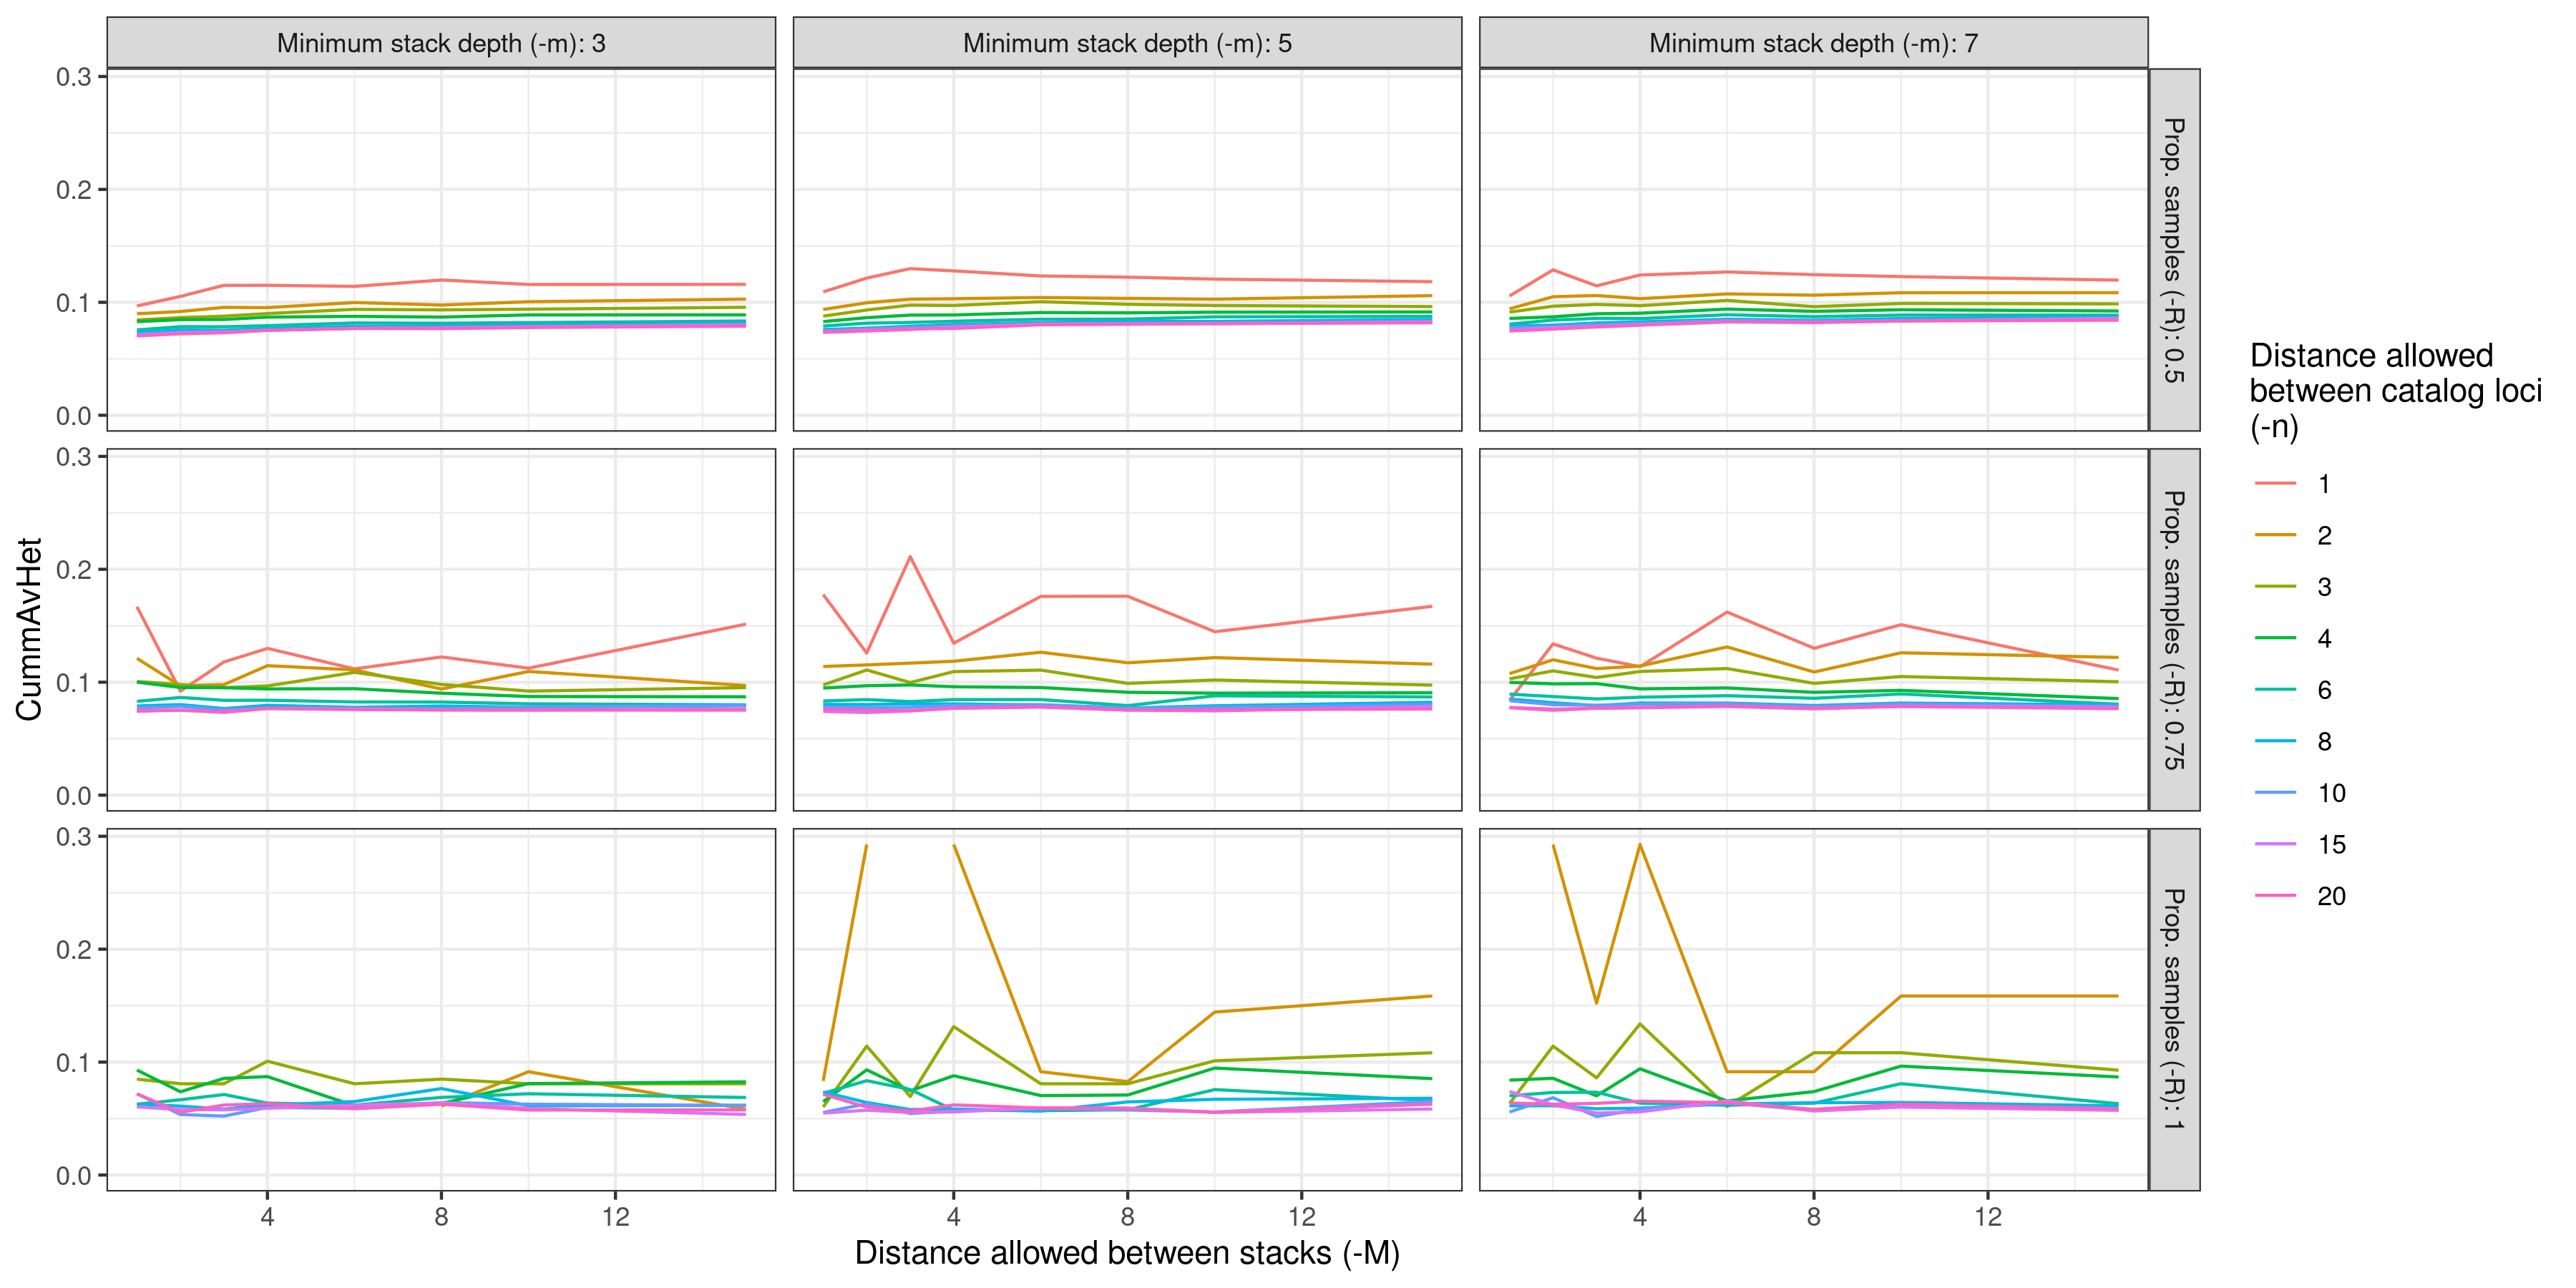 Minimum stack depth (-m): 3
Minimum stack depth (-m): 5
Minimum stack depth (-m): 7
0.3
0.2
0.1
0.0
Prop. samples (-R): 0.5
0.3
0.2
0.1
0.0
Prop. samples (-R): 0.75
0.3
0.2
0.1
0.0
Prop. samples (-R): 1
CummAvHet
4
8
12
4
8
12
4
8
12
Distance allowed between stacks (-M)
Distance allowed
between catalog loci
(-n)
1
2
3
4
6
8
10
15
20